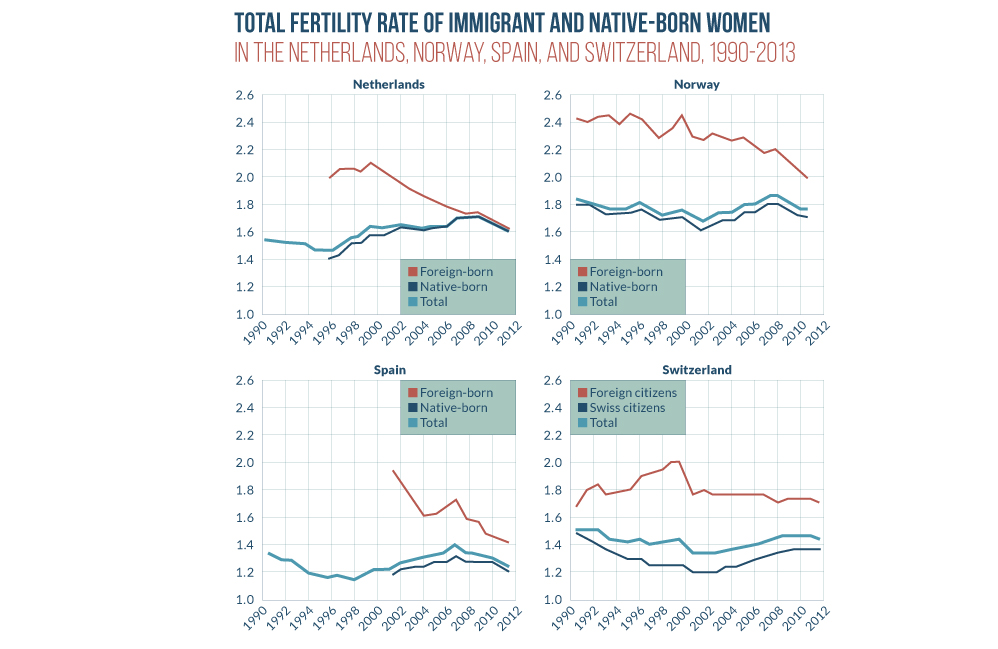 TOTAL FERTILITY RATE OF IMMIGRANT AND NATIVE-BORN WOMEN
IN THE NETHERLANDS, NORWAY, SPAIN, AND SWITZERLAND, 1990-2013
Netherlands
2.6
2.4
2.2
2.0
1.8
1.6
1.4
1.2
1.0
Foreign-born
Native-born
Total
1990 1992 1994 1996 1998 2000 2002 2004 2006 2008 2010 2012
Norway
2.6
2.4
2.2
2.0
1.8
1.6
1.4
1.2
1.0
Foreign-born
Native-born
Total
1990 1992 1994 1996 1998 2000 2002 2004 2006 2008 2010 2012
Spain
2.6
2.4
2.2
2.0
1.8
1.6
1.4
1.2
1.0
Foreign-born
Native-born
Total
1990 1992 1994 1996 1998 2000 2002 2004 2006 2008 2010 2012
Switzerland
2.6
2.4
2.2
2.0
1.8
1.6
1.4
1.2
1.0
Foreign citizens
Swiss citizens
Total
1990 1992 1994 1996 1998 2000 2002 2004 2006 2008 2010 2012